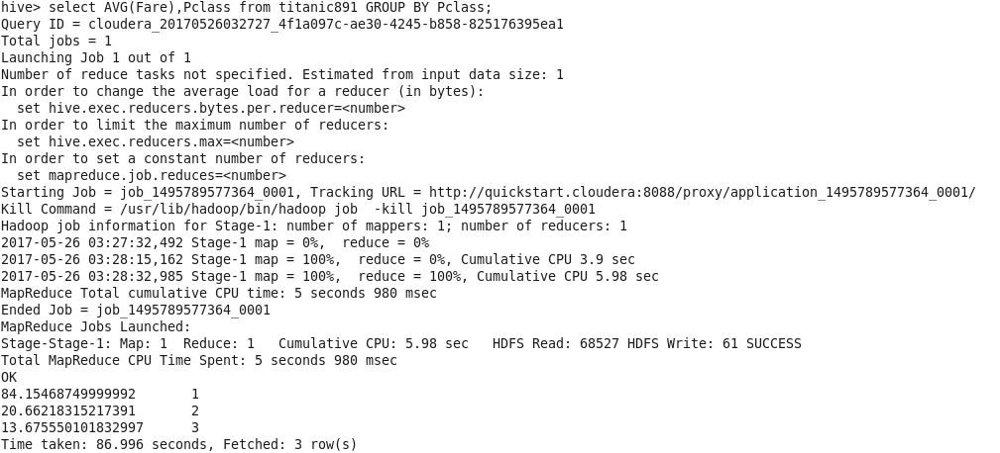 hive> select AVG(Fare),Pclass from titanic891 GROUP BY Pclass;
Query ID = cloudera_20170526032727_4f1a097c-ae30-4245-b858-825176395ea1
Total jobs = 1
Launching Job 1 out of 1
Number of reduce tasks not specified. Estimated from input data size: 1
In order to change the average load for a reducer (in bytes):
  set hive.exec.reducers.bytes.per.reducer=<number>
In order to limit the maximum number of reducers:
  set hive.exec.reducers.max=<number>
In order to set a constant number of reducers:
  set mapreduce.job.reduces=<number>
Starting Job = job_1495789577364_0001, Tracking URL = http://quickstart.cloudera:8088/proxy/application_1495789577364_0001/
Kill Command = /usr/lib/hadoop/bin/hadoop job  -kill job_1495789577364_0001
Hadoop job information for Stage-1: number of mappers: 1; number of reducers: 1
2017-05-26 03:27:32,492 Stage-1 map = 0%,  reduce = 0%
2017-05-26 03:28:15,162 Stage-1 map = 100%,  reduce = 0%, Cumulative CPU 3.9 sec
2017-05-26 03:28:32,985 Stage-1 map = 100%,  reduce = 100%, Cumulative CPU 5.98 sec
MapReduce Total cumulative CPU time: 5 seconds 980 msec
Ended Job = job_1495789577364_0001
MapReduce Jobs Launched:
Stage-Stage-1: Map: 1  Reduce: 1   Cumulative CPU: 5.98 sec   HDFS Read: 68527 HDFS Write: 61 SUCCESS
Total MapReduce CPU Time Spent: 5 seconds 980 msec
OK
84.15468749999992	1
20.66218315217391	2
13.675550101832997	3
Time taken: 86.996 seconds, Fetched: 3 row(s)